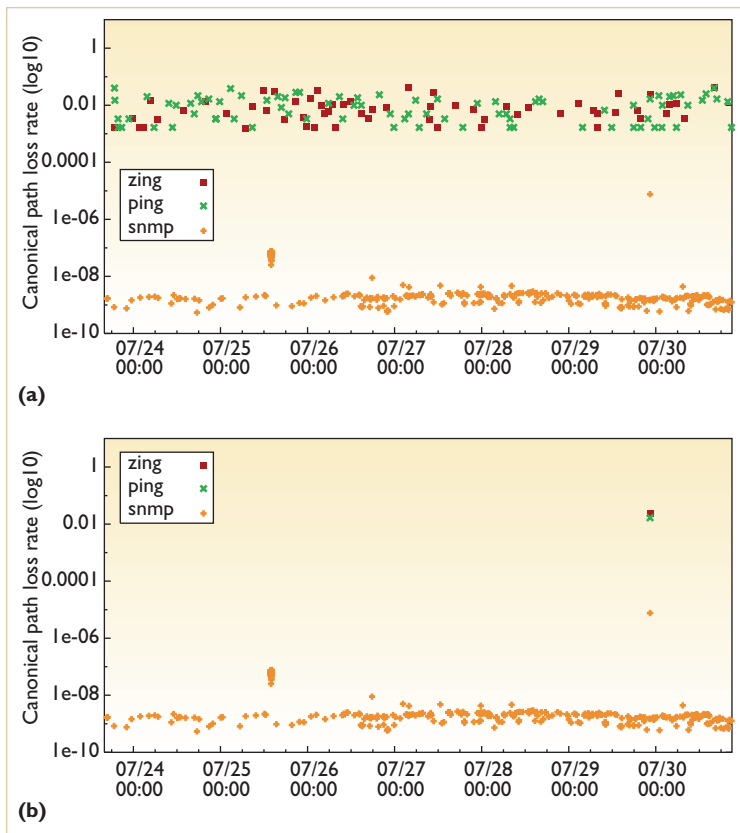 1
0.01
0.0001
1e-06
1e-08
1e-10
Canonical path loss rate (log10)
zing
ping
snmp
07/24 07/25 07/26 07/27 07/28 07/29 07/30
00:00 00:00 00:00 00:00 00:00 00:00 00:00
(a)
1
0.01
0.0001
1e-06
1e-08
1e-10
Canonical path loss rate (log10)
zing
ping
snmp
07/24 07/25 07/26 07/27 07/28 07/29 07/30
00:00 00:00 00:00 00:00 00:00 00:00 00:00
(b)